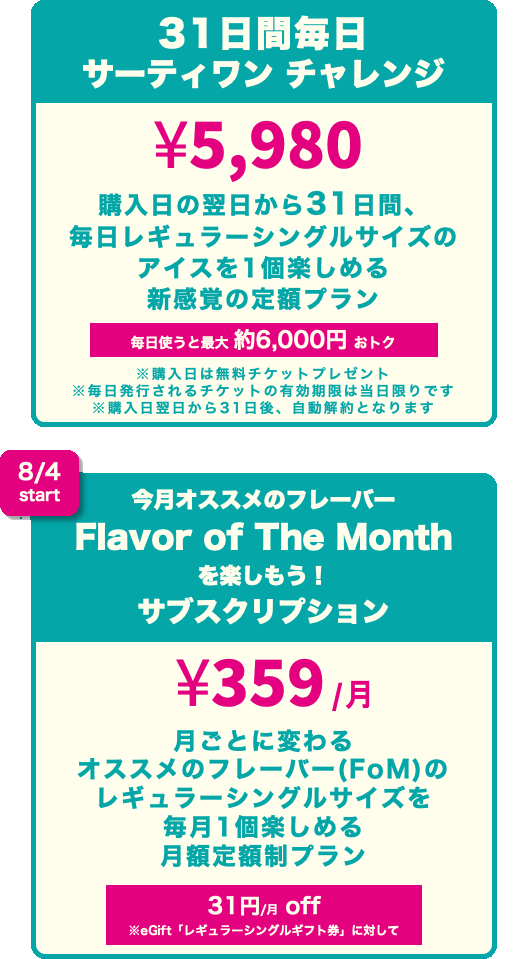 31日間毎日
サーティワン チャレンジ
¥5,980
購入日の翌日から31日間、
毎日レギュラーシングルサイズの
アイスを1個楽しめる
新感覚の定額プラン
毎日使うと最大 約6,000円 おトク
※購入日は無料チケットプレゼント
※毎日発行されるチケットの有効期限は当日限りです
※購入日翌日から31日後、自動解約となります
8/4
start
今月オススメのフレーバー
Flavor of The Month
を楽しもう！
サブスクリプション
¥359 /月
月ごとに変わる
オススメのフレーバー(FoM)の
レギュラーシングルサイズを
毎月1個楽しめる
月額定額制プラン
31円/月 off
※eGift「レギュラーシングルギフト券」に対して